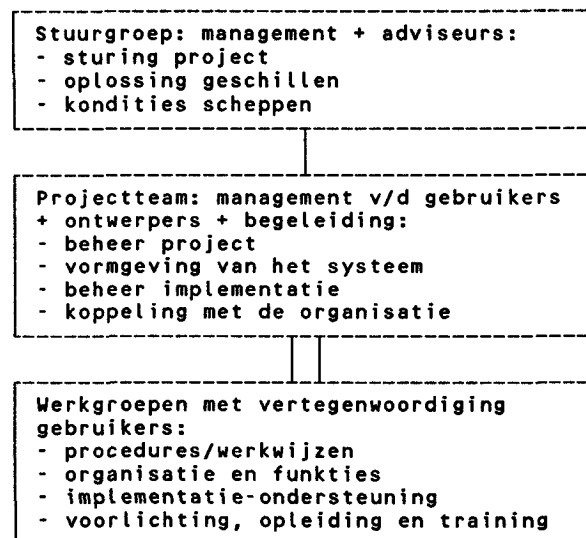 Stuurgroep: management + adviseurs:
- sturing project
- oplossing geschillen
- kondities scheppen
Projectteam: management v/d gebruikers
+ ontwerpers + begeleiding:
- beheer project
- vormgeving van het systeem
- beheer implementatie
- koppeling met de organisatie
Werkgroepen met vertegenwoordiging
gebruikers:
- procedures/werkwijzen
- organisatie en funkties
- implementatie-ondersteuning
- voorlichting, opleiding en training